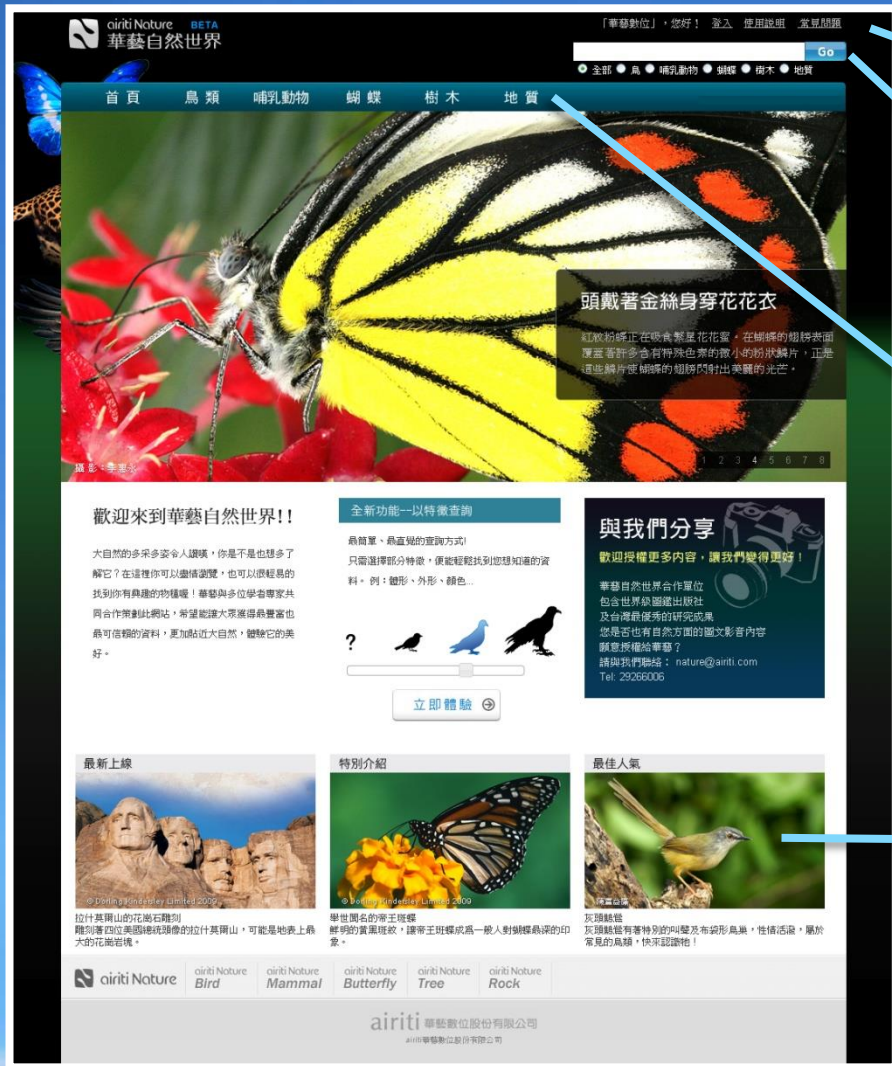 airiti Nature BETA
華藝自然世界
「華藝數位」，您好！ 登入 使用說明 常見問題
Go
全部 鳥 哺乳動物 蝴蝶 樹木 地質
首頁 鳥類 哺乳動物 蝴蝶 樹木 地質
頭戴著金絲身穿花花衣
紅紋粉蝶正在吸食繁星花花蜜。在蝴蝶的翅膀表面
覆蓋著許多含有特殊色素的微小的粉狀鱗片，正是
這些鱗片使蝴蝶的翅膀閃射出美麗的光芒。
1 2 3 4 5 6 7 8
攝影：李惠永
歡迎來到華藝自然世界!!
大自然的多采多姿令人讚嘆，你是不是也想多了
解它？在這裡你可以盡情瀏覽，也可以很輕易的
找到你有興趣的物種喔！華藝與多位學者專家共
同合作策劃此網站，希望能讓大眾獲得最豐富也
最可信賴的資料，更加貼近大自然，體驗它的美
好。
全新功能--以特徵查詢
最簡單、最直覺的查詢方式!
只需選擇部分特徵，便能輕鬆找到您想知道的資
料。 例：體形、外形、顏色...
?
立即體驗
與我們分享
歡迎授權更多內容，讓我們變得更好！
華藝自然世界合作單位
包含世界級圖鑑出版社
及台灣最優秀的研究成果
您是否也有自然方面的圖文影音內容
願意授權給華藝？
請與我們聯絡： nature@airiti.com
Tel: 29266006
最新上線
© Dorling Kindersley Limited 2009
拉什莫爾山的花崗石雕刻
雕刻著四位美國總統頭像的拉什莫爾山，可能是地表上最
大的花崗岩塊。
特別介紹
© Dorling Kindersley Limited 2009
舉世聞名的帝王斑蝶
鮮明的黃黑斑紋，讓帝王斑蝶成爲一般人對蝴蝶最深的印
象。
最佳人氣
灰頭鷦鶯
灰頭鷦鶯有著特別的叫聲及布袋形鳥巢，性情活潑，屬於
常見的鳥類，快來認識牠！
airiti Nature
airiti Nature Bird
airiti Nature Mammal
airiti Nature Butterfly
airiti Nature Tree
airiti Nature Rock
airiti 華藝數位股份有限公司
airiti華藝數位股份有限公司